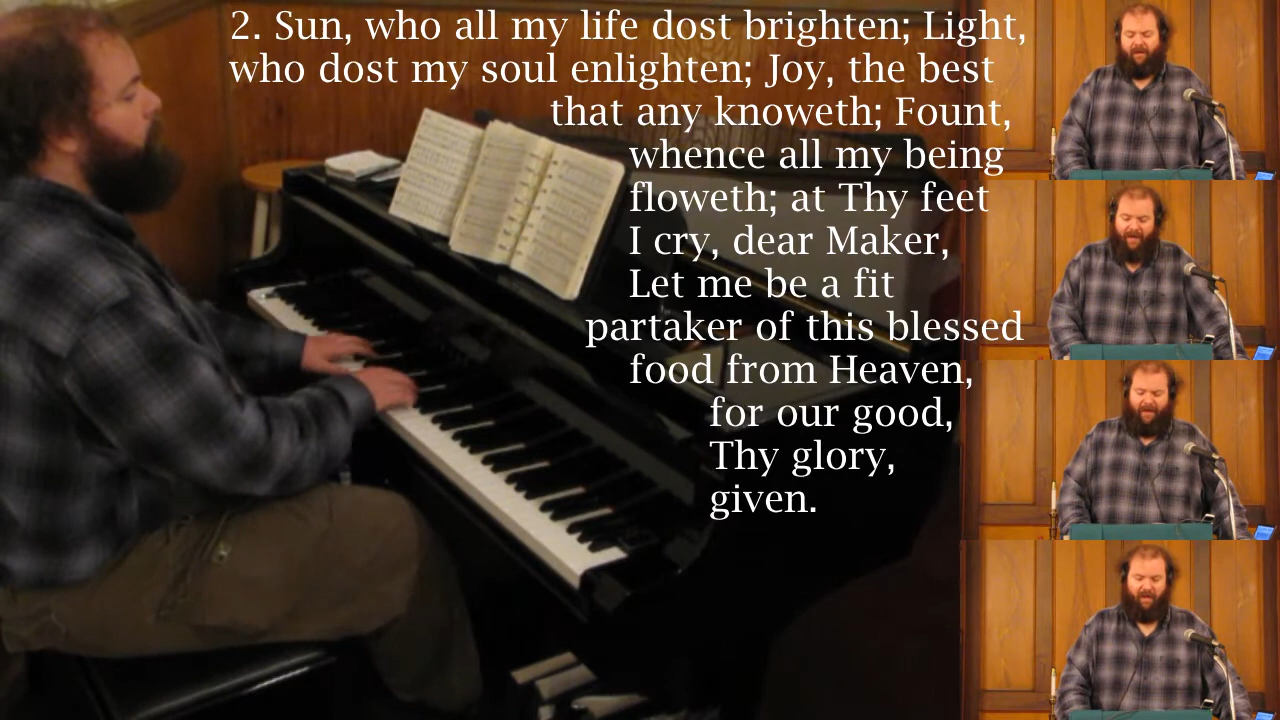 2. Sun, who all my life dost brighten; Light,
who dost my soul enlighten; Joy, the best
that any knoweth; Fount,
whence all my being
floweth; at Thy feet
I cry, dear Maker,
Let me be a fit
partaker of this blessed
food from Heaven,
for our good,
Thy glory,
given.